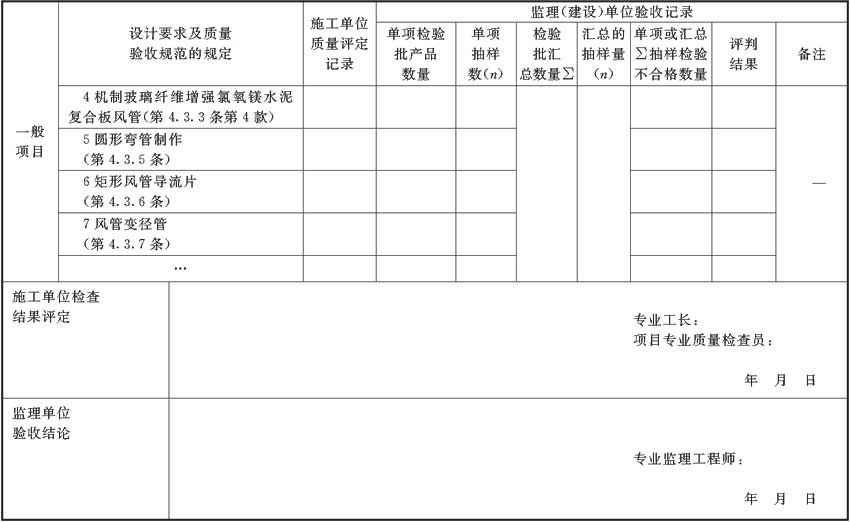 设计要求及质量
验收规范的规定
施工单位
质量评定
记录
监理(建设)单位验收记录
单项检验
批产品
数量
单项
抽样
数(n)
检验
批汇
总数量∑
汇总的
抽样量
(n)
单项或汇总
∑抽样检验
不合格数量
评判
结果
备注
一般
项目
4 机制玻璃纤维增强氯氧镁水泥
复合板风管(第 4.3.3 条第 4 款)
5 圆形弯管制作
(第 4.3.5 条)
6 矩形风管导流片
(第 4.3.6 条)
7 风管变径管
(第 4.3.7 条)
…
—
施工单位检查
结果评定
专业工长:
项目专业质量检查员:
年 月 日
监理单位
验收结论
专业监理工程师:
年 月 日